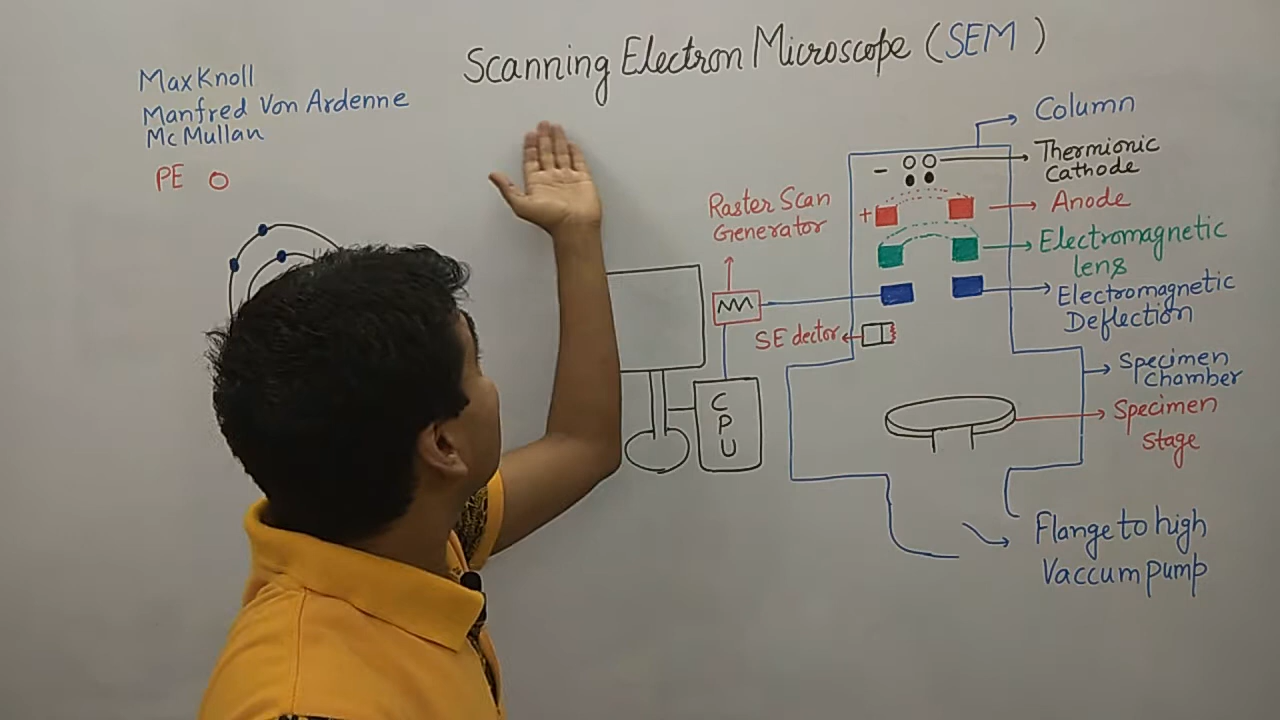 Scanning Electron Microscope (SEM)
Max Knoll
Manfred Von Ardenne
McMullan
PE
Column
Thermionic
Cathode
-
+
Anode
Raster Scan
Generator
Electromagnetic
lens
Electromagnetic
Deflection
SE dector
Specimen
Chamber
CPU
Specimen
Stage
Flange to high
Vaccum pump